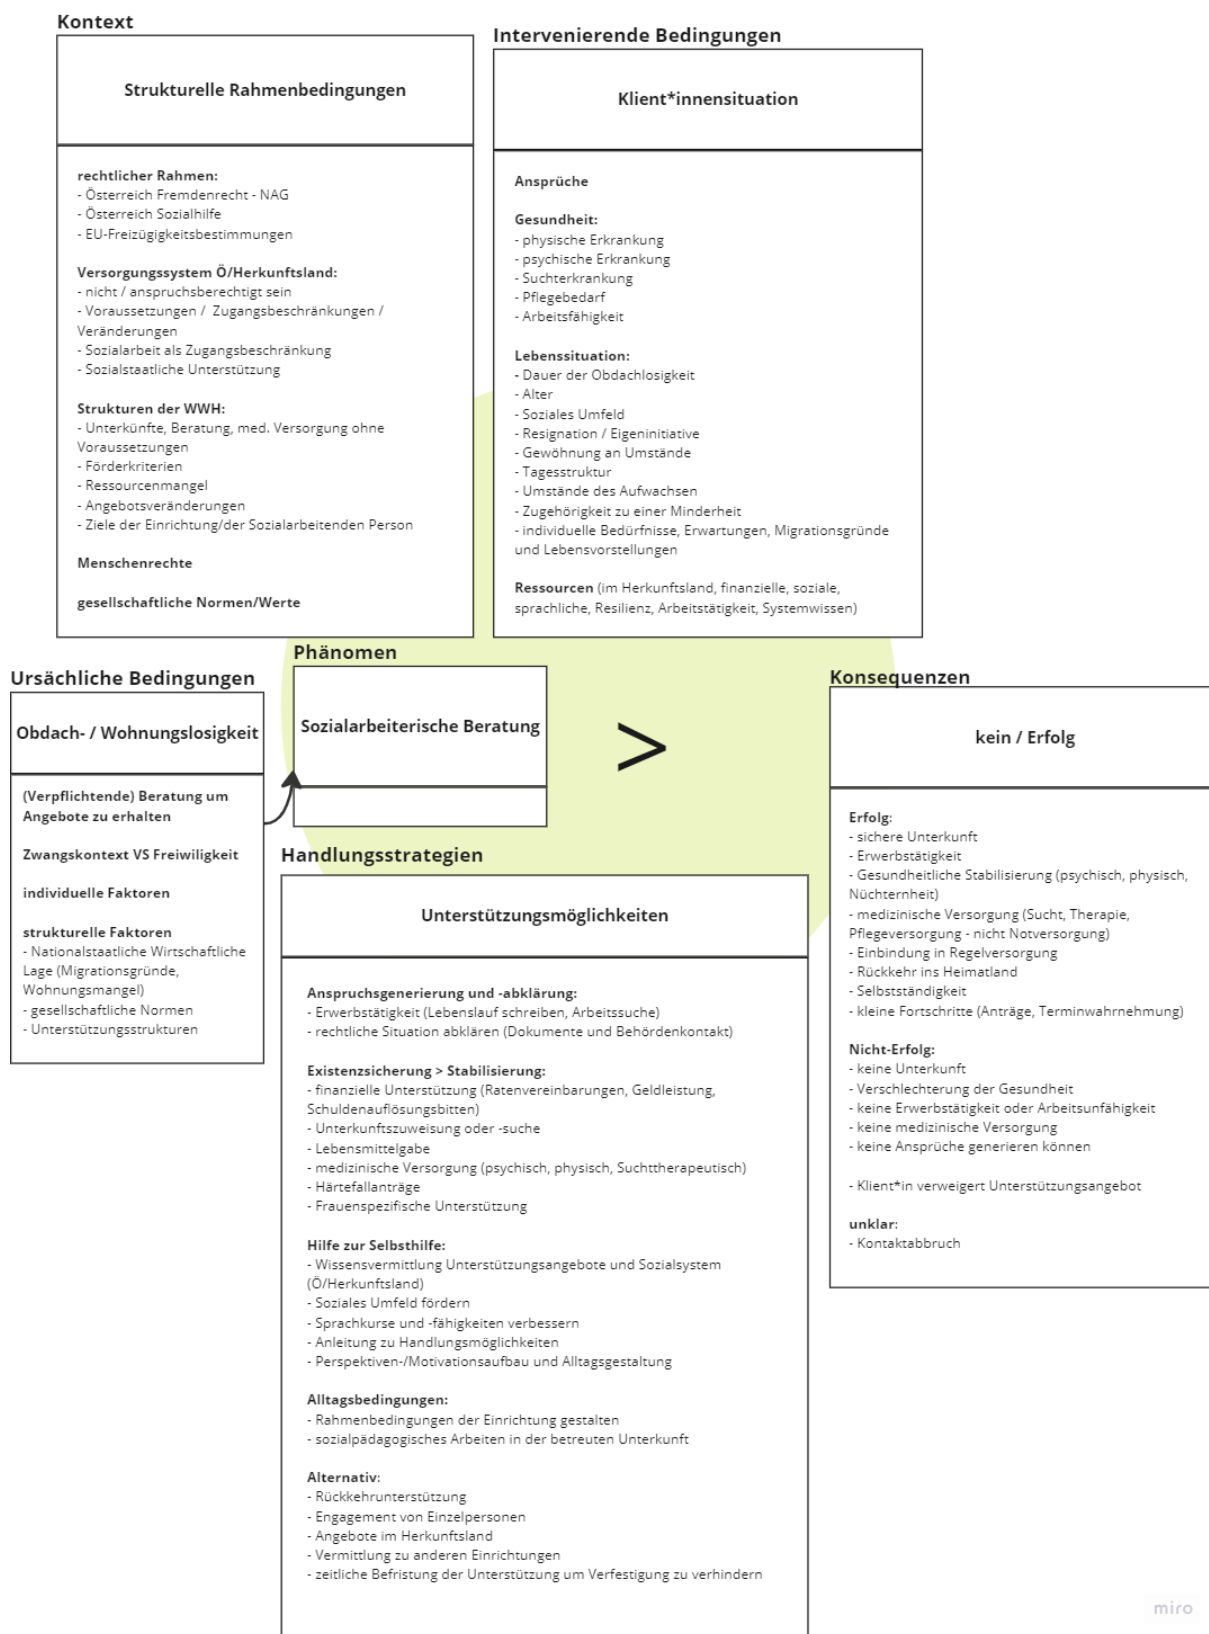 Kontext
Strukturelle Rahmenbedingungen
rechtlicher Rahmen:
- Österreich Fremdenrecht - NAG
- Österreich Sozialhilfe
- EU-Freizügigkeitsbestimmungen
Versorgungssystem Ö/Herkunftsland:
- nicht / anspruchsberechtigt sein
- Voraussetzungen / Zugangsbeschränkungen /
Veränderungen
- Sozialarbeit als Zugangsbeschränkung
- Sozialstaatliche Unterstützung
Strukturen der WWH:
- Unterkünfte, Beratung, med. Versorgung ohne
Voraussetzungen
- Förderkriterien
- Ressourcenmangel
- Angebotsveränderungen
- Ziele der Einrichtung/der Sozialarbeitenden Person
Menschenrechte
gesellschaftliche Normen/Werte
Intervenierende Bedingungen
Klient*innensituation
Ansprüche
Gesundheit:
- physische Erkrankung
- psychische Erkrankung
- Suchterkrankung
- Pflegebedarf
- Arbeitsfähigkeit
Lebenssituation:
- Dauer der Obdachlosigkeit
- Alter
- Soziales Umfeld
- Resignation / Eigeninitiative
- Gewöhnung an Umstände
- Tagesstruktur
- Umstände des Aufwachsen
- Zugehörigkeit zu einer Minderheit
- individuelle Bedürfnisse, Erwartungen, Migrationsgründe
und Lebensvorstellungen
Ressourcen (im Herkunftsland, finanzielle, soziale,
sprachliche, Resilienz, Arbeitstätigkeit, Systemwissen)
Ursächliche Bedingungen
Obdach- / Wohnungslosigkeit
(Verpflichtende) Beratung um
Angebote zu erhalten
Zwangskontext VS Freiwiligkeit
individuelle Faktoren
strukturelle Faktoren
- Nationalstaatliche Wirtschaftliche
Lage (Migrationsgründe,
Wohnungsmangel)
- gesellschaftliche Normen
- Unterstützungsstrukturen
Phänomen
Sozialarbeiterische Beratung
>
Handlungsstrategien
Unterstützungsmöglichkeiten
Anspruchsgenerierung und -abklärung:
- Erwerbstätigkeit (Lebenslauf schreiben, Arbeitssuche)
- rechtliche Situation abklären (Dokumente und Behördenkontakt)
Existenzsicherung > Stabilisierung:
- finanzielle Unterstützung (Ratenvereinbarungen, Geldleistung,
Schuldenauflösungsbitten)
- Unterkunftszuweisung oder -suche
- Lebensmittelgabe
- medizinische Versorgung (psychisch, physisch, Suchttherapeutisch)
- Härtefallanträge
- Frauenspezifische Unterstützung
Hilfe zur Selbsthilfe:
- Wissensvermittlung Unterstützungsangebote und Sozialsystem
(Ö/Herkunftsland)
- Soziales Umfeld fördern
- Sprachkurse und -fähigkeiten verbessern
- Anleitung zu Handlungsmöglichkeiten
- Perspektiven-/Motivationsaufbau und Alltagsgestaltung
Alltagsbedingungen:
- Rahmenbedingungen der Einrichtung gestalten
- sozialpädagogisches Arbeiten in der betreuten Unterkunft
Alternativ:
- Rückkehrunterstützung
- Engagement von Einzelpersonen
- Angebote im Herkunftsland
- Vermittlung zu anderen Einrichtungen
- zeitliche Befristung der Unterstützung um Verfestigung zu verhindern
Konsequenzen
kein / Erfolg
Erfolg:
- sichere Unterkunft
- Erwerbstätigkeit
- Gesundheitliche Stabilisierung (psychisch, physisch,
Nüchternheit)
- medizinische Versorgung (Sucht, Therapie,
Pflegeversorgung - nicht Notversorgung)
- Einbindung in Regelversorgung
- Rückkehr ins Heimatland
- Selbstständigkeit
- kleine Fortschritte (Anträge, Terminwahrnehmung)
Nicht-Erfolg:
- keine Unterkunft
- Verschlechterung der Gesundheit
- keine Erwerbstätigkeit oder Arbeitsunfähigkeit
- keine medizinische Versorgung
- keine Ansprüche generieren können
- Klient*in verweigert Unterstützungsangebot
unklar:
- Kontaktabbruch
miro